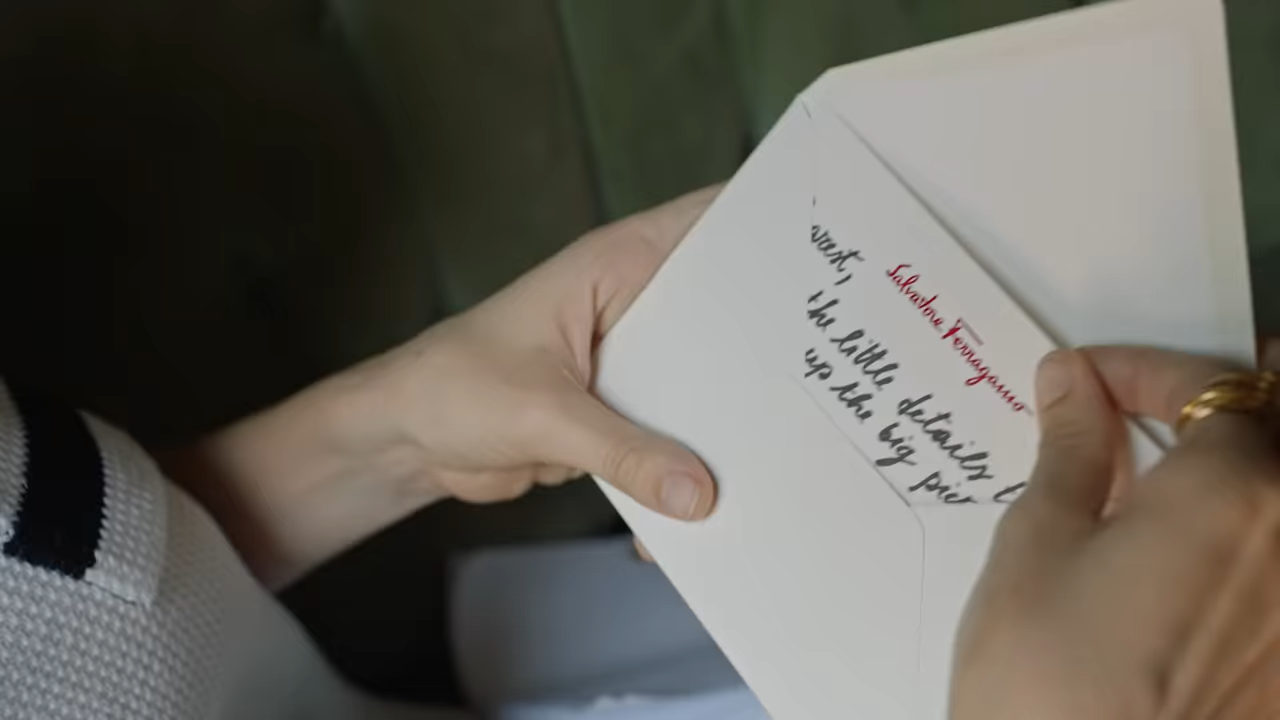 Salvatore Ferragamo
the little details
up the big